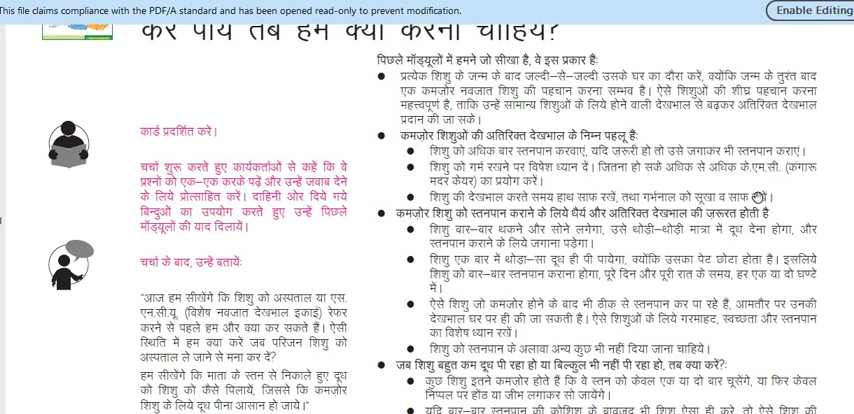 This file claims compliance with the PDF/A standard and has been opened read-only to prevent modification.
Enable Editing
कर पाये तब हम क्या करना चाहिये?
कार्ड प्रदर्शित करें।
चर्चा शुरू करते हुए कार्यकर्ताओं से कहें कि वे
प्रश्नों को एक–एक करके पढ़ें और उन्हें जवाब देने
के लिये प्रोत्साहित करें। दाहिनी ओर दिये गये
बिन्दुओं का उपयोग करते हुए उन्हें पिछले
मॉड्यूलों की याद दिलायें।
चर्चा के बाद, उन्हें बतायें:
"आज हम सीखेंगे कि शिशु को अस्पताल या एस.
एन.सी.यू. (विशेष नवजात देखभाल इकाई) रेफर
करने से पहले हम और क्या कर सकते हैं। ऐसी
स्थिति में हम क्या करें जब परिजन शिशु को
अस्पताल ले जाने से मना कर दें?
हम सीखेंगे कि माता के स्तन से निकाले हुए दूध
को शिशु को कैसे पिलायें, जिससे कि कमज़ोर
शिशु के लिये दूध पीना आसान हो जाये।"
पिछले मॉड्यूलों में हमने जो सीखा है, वे इस प्रकार हैं:
● प्रत्येक शिशु के जन्म के बाद जल्दी–से–जल्दी उसके घर का दौरा करें, क्योंकि जन्म के तुरंत बाद
एक कमज़ोर नवजात शिशु की पहचान करना सम्भव है। ऐसे शिशुओं की शीघ्र पहचान करना
महत्त्वपूर्ण है, ताकि उन्हें सामान्य शिशुओं के लिये होने वाली देखभाल से बढ़कर अतिरिक्त देखभाल
प्रदान की जा सके।
● कमज़ोर शिशुओं की अतिरिक्त देखभाल के निम्न पहलू हैं:
● शिशु को अधिक बार स्तनपान करवाएं, यदि जरूरी हो तो उसे जगाकर भी स्तनपान कराएं।
● शिशु को गर्म रखने पर विषेश ध्यान दें। जितना हो सके अधिक से अधिक के.एम.सी. (कंगारू
मदर केयर) का प्रयोग करें।
● शिशु की देखभाल करते समय हाथ साफ रखें, तथा गर्भनाल को सूखा व साफ रखें।
● कमज़ोर शिशु को स्तनपान कराने के लिये धैर्य और अतिरिक्त देखभाल की ज़रूरत होती है
● शिशु बार–बार थकने और सोने लगेगा, उसे थोड़ी–थोड़ी मात्रा में दूध देना होगा, और
स्तनपान कराने के लिये जगाना पड़ेगा।
● शिशु एक बार में थोड़ा–सा दूध ही पी पायेगा, क्योंकि उसका पेट छोटा होता है। इसलिये
शिशु को बार–बार स्तनपान कराना होगा, पूरे दिन और पूरी रात के समय, हर एक या दो घण्टे
में।
● ऐसे शिशु जो कमजोर होने के बाद भी ठीक से स्तनपान कर पा रहे हैं, आमतौर पर उनकी
देखभाल घर पर ही की जा सकती है। ऐसे शिशुओं के लिये गरमाहट, स्वच्छता और स्तनपान
का विशेष ध्यान रखें।
● शिशु को स्तनपान के अलावा अन्य कुछ भी नहीं दिया जाना चाहिये।
● जब शिशु बहुत कम दूध पी रहा हो या बिल्कुल भी नहीं पी रहा हो, तब क्या करें?:
● कुछ शिशु इतने कमज़ोर होते हैं कि वे स्तन को केवल एक या दो बार चूसेंगे, या फिर केवल
निप्पल पर होंठ या जीभ लगाकर सो जायेंगे।
● यदि बार–बार स्तनपान की कोशिश के बावजूद भी शिशु ऐसा ही करे, तो ऐसे शिशु की